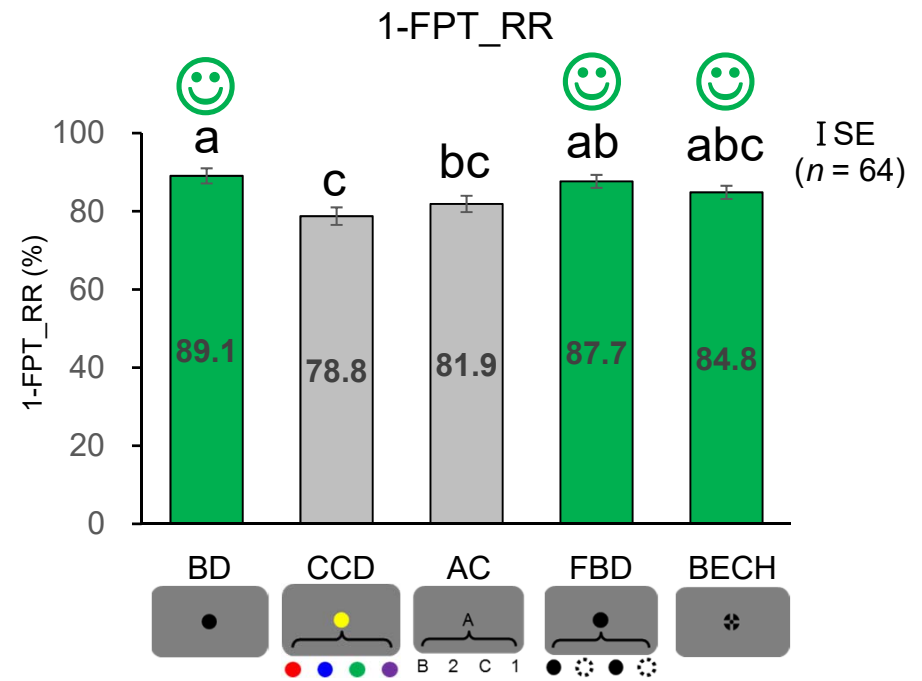 1-FPT_RR
a
c
bc
ab
abc
I SE
(n = 64)
1-FPT_RR (%)
100
80
60
40
20
0
89.1
78.8
81.9
87.7
84.8
BD CCD AC FBD BECH
A
B 2 C 1